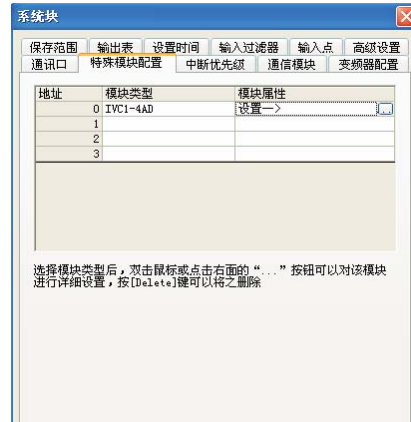 系统块
保存范围 输出表 设置时间 输入过滤器 输入点 高级设置
通讯口 特殊模块配置 中断优先级 通信模块 变频器配置
地址 模块类型 模块属性
0 IVC1-4AD 设置—> ...
1
2
3
选择模块类型后，双击鼠标或点击右面的“...”按钮可以对该模块
进行详细设置，按[Delete]键可以将之删除